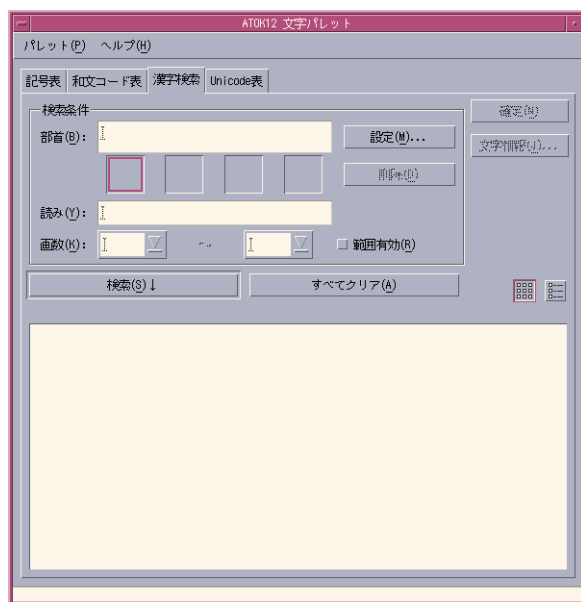 ATOK12 文字パレット
パレット(P) ヘルプ(H)
記号表 和文コード表 漢字検索 Unicode表
検索条件
確定(N)
部首(B):
設定(M)...
文字情報(J)...
削除(D)
読み(Y):
画数(K): ～ 範囲有効(R)
検索(S)↓ すべてクリア(A)